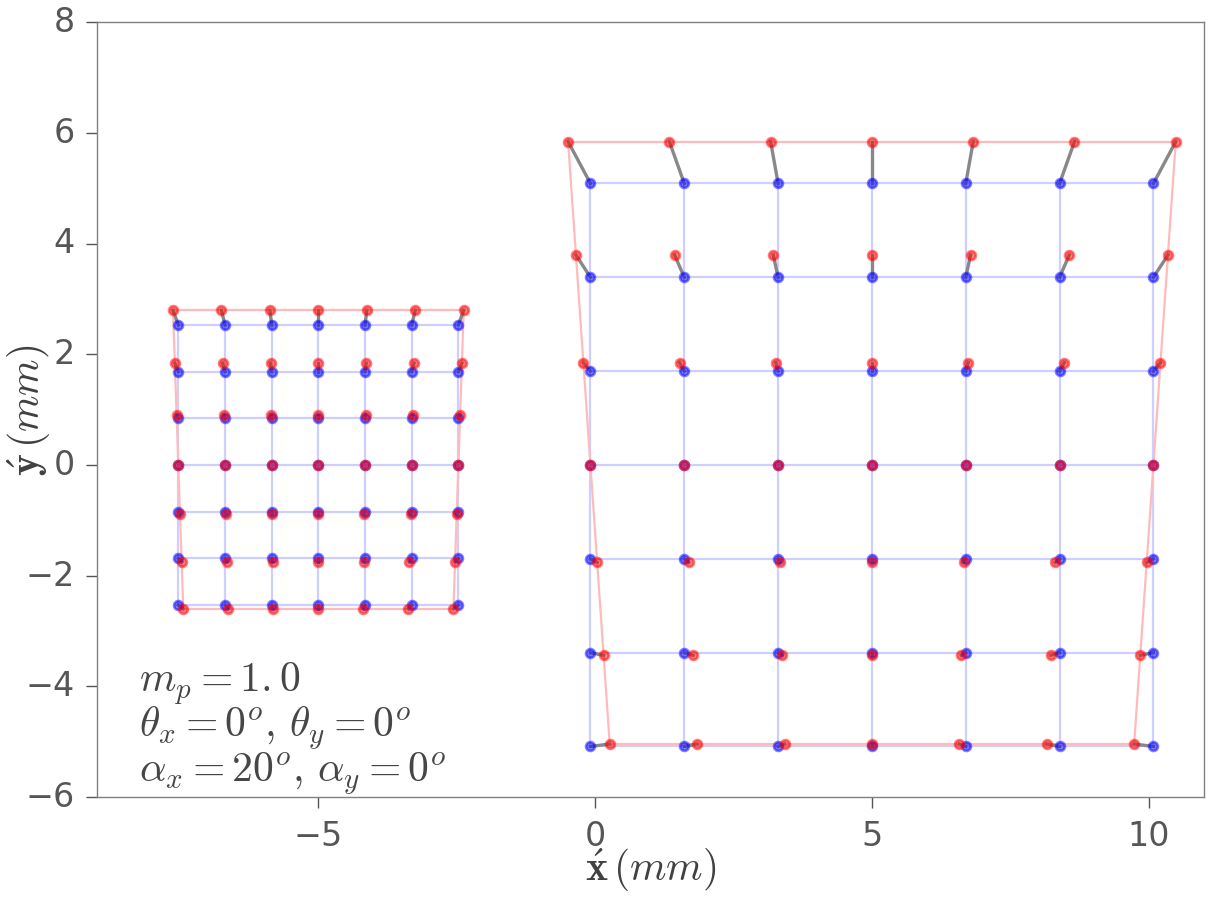 8
6
4
2
0
−2
−4
−6
ý (mm)
m_p = 1.0
θ_x = 0^o, θ_y = 0^o
α_x = 20^o, α_y = 0^o
−5 0 5 10
x́ (mm)